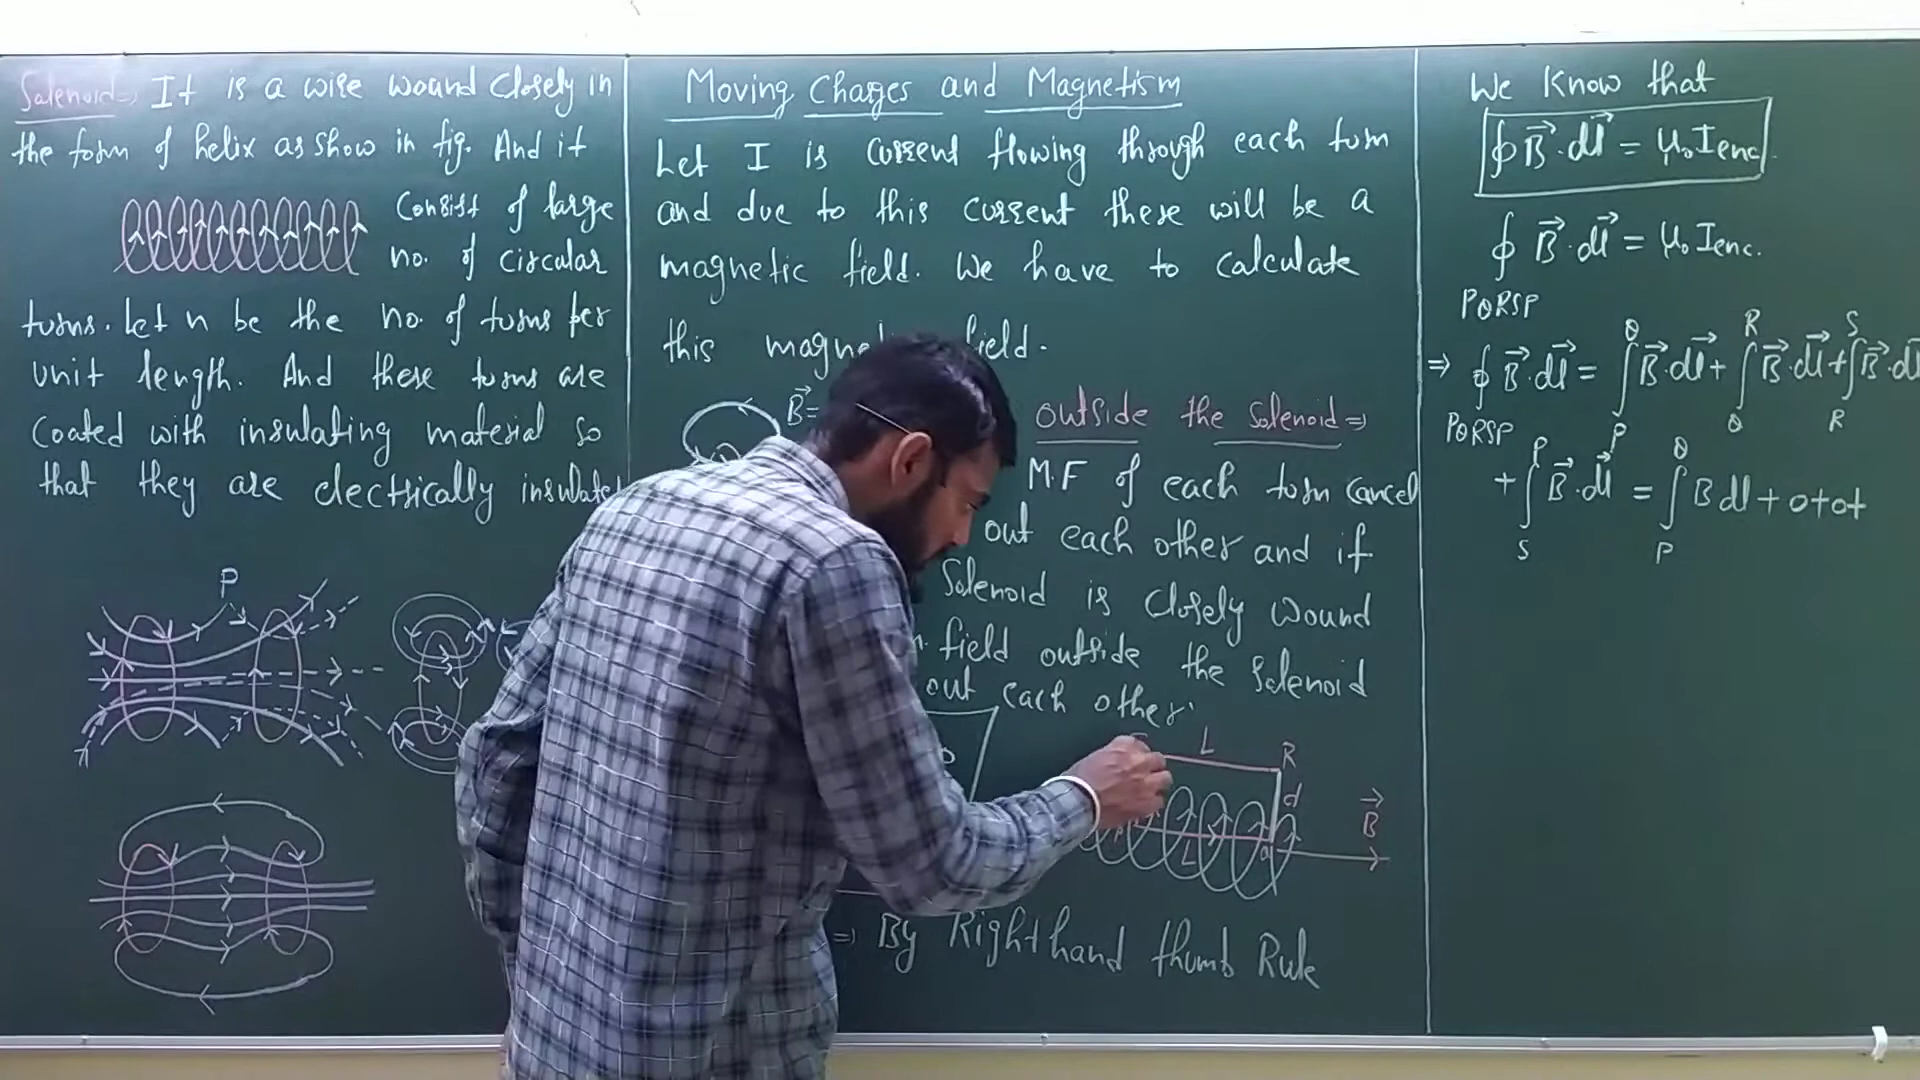 Solenoid⇒ It is a wire wound closely in
the form of helix as show in fig. And it
consist of large
no. of circular
turns. Let n be the no. of turns per
unit length. And these turns are
coated with insulating material so
that they are electrically insulated
P
Moving Charges and Magnetism
Let I is current flowing through each turn
and due to this current there will be a
magnetic field. We have to calculate
this field.
B⃗=
outside the solenoid⇒
M.F of each turn cancel
out each other and if
Solenoid is closely wound
field outside the solenoid
out each other.
L
R
d
B⃗
L
Q
⇒ By Right hand thumb Rule
We Know that
∮B⃗.dl⃗ = μ₀Ienc.
∮ B⃗.dl⃗ = μ₀Ienc.
PQRSP
Q R S
⇒ ∮ B⃗.dl⃗ = ∫B⃗.dl⃗ + ∫B⃗.dl⃗ + ∫B⃗.dl⃗
PQRSP P Q R
P Q
+ ∫B⃗.dl⃗ = ∫B dl + 0+0+
S P